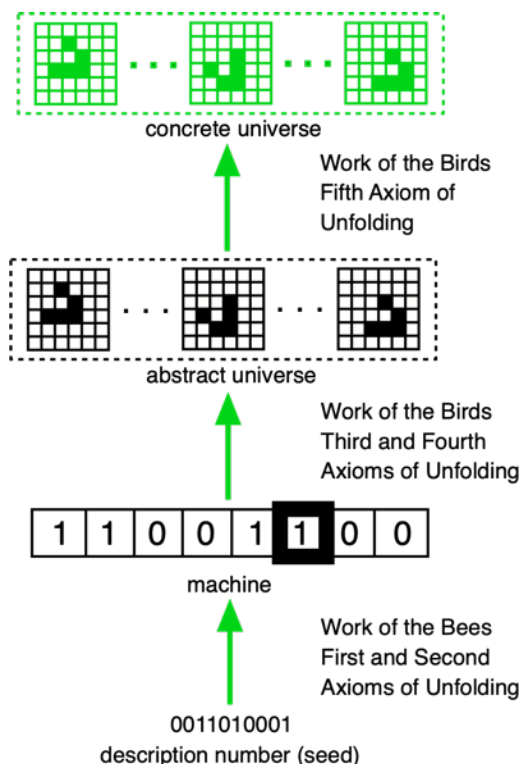 concrete universe
Work of the Birds
Fifth Axiom of
Unfolding
abstract universe
Work of the Birds
Third and Fourth
Axioms of Unfolding
1 1 0 0 1 1 0 0
machine
Work of the Bees
First and Second
Axioms of Unfolding
0011010001
description number (seed)